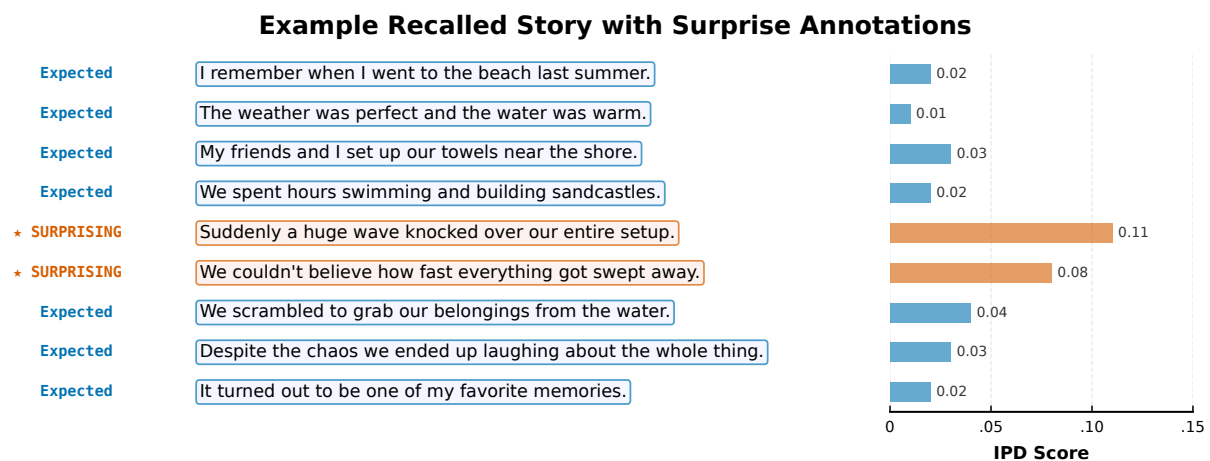 Example Recalled Story with Surprise Annotations
Expected I remember when I went to the beach last summer. 0.02
Expected The weather was perfect and the water was warm. 0.01
Expected My friends and I set up our towels near the shore. 0.03
Expected We spent hours swimming and building sandcastles. 0.02
★ SURPRISING Suddenly a huge wave knocked over our entire setup. 0.11
★ SURPRISING We couldn't believe how fast everything got swept away. 0.08
Expected We scrambled to grab our belongings from the water. 0.04
Expected Despite the chaos we ended up laughing about the whole thing. 0.03
Expected It turned out to be one of my favorite memories. 0.02
0 .05 .10 .15
IPD Score